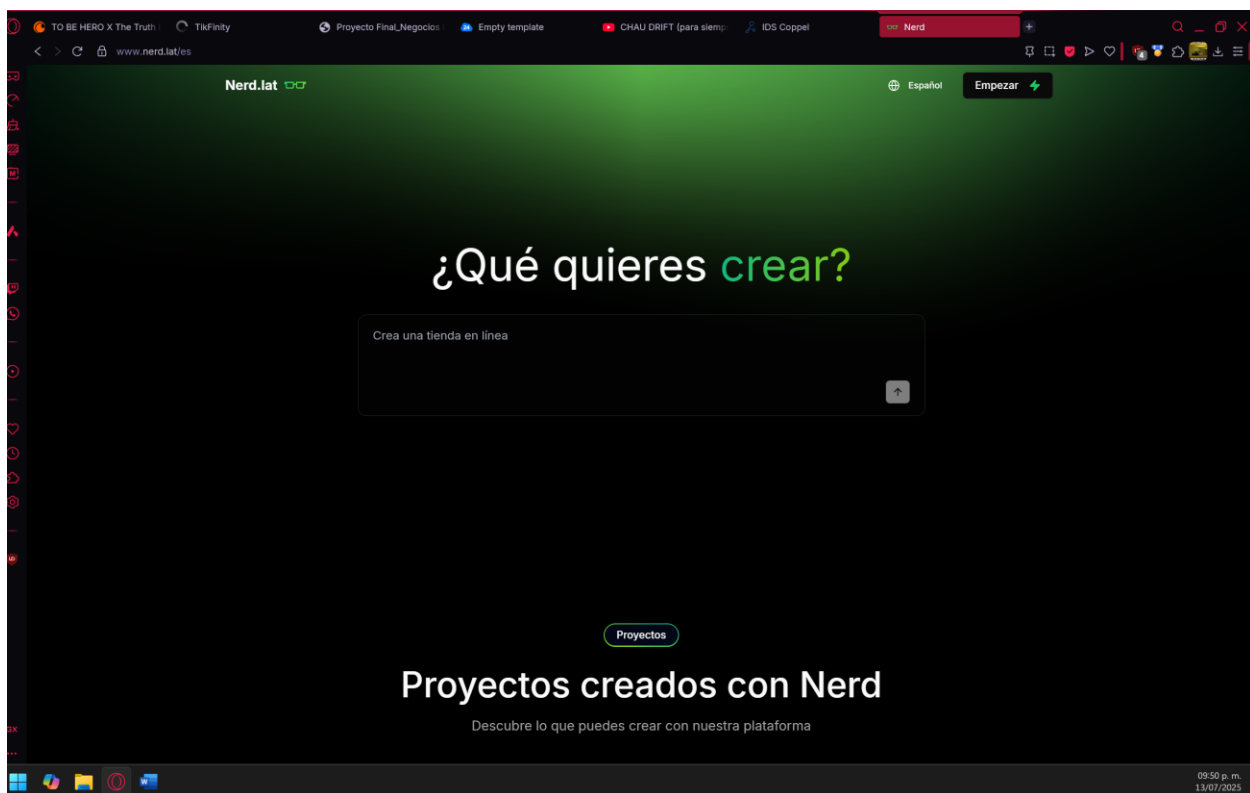 TO BE HERO X The Truth
TikFinity
Proyecto Final_Negocios
Empty template
CHAU DRIFT (para siemp
IDS Coppel
Nerd
www.nerd.lat/es
Nerd.lat
Español
Empezar
¿Qué quieres crear?
Crea una tienda en línea
Proyectos
Proyectos creados con Nerd
Descubre lo que puedes crear con nuestra plataforma
09:50 p. m.
13/07/2025